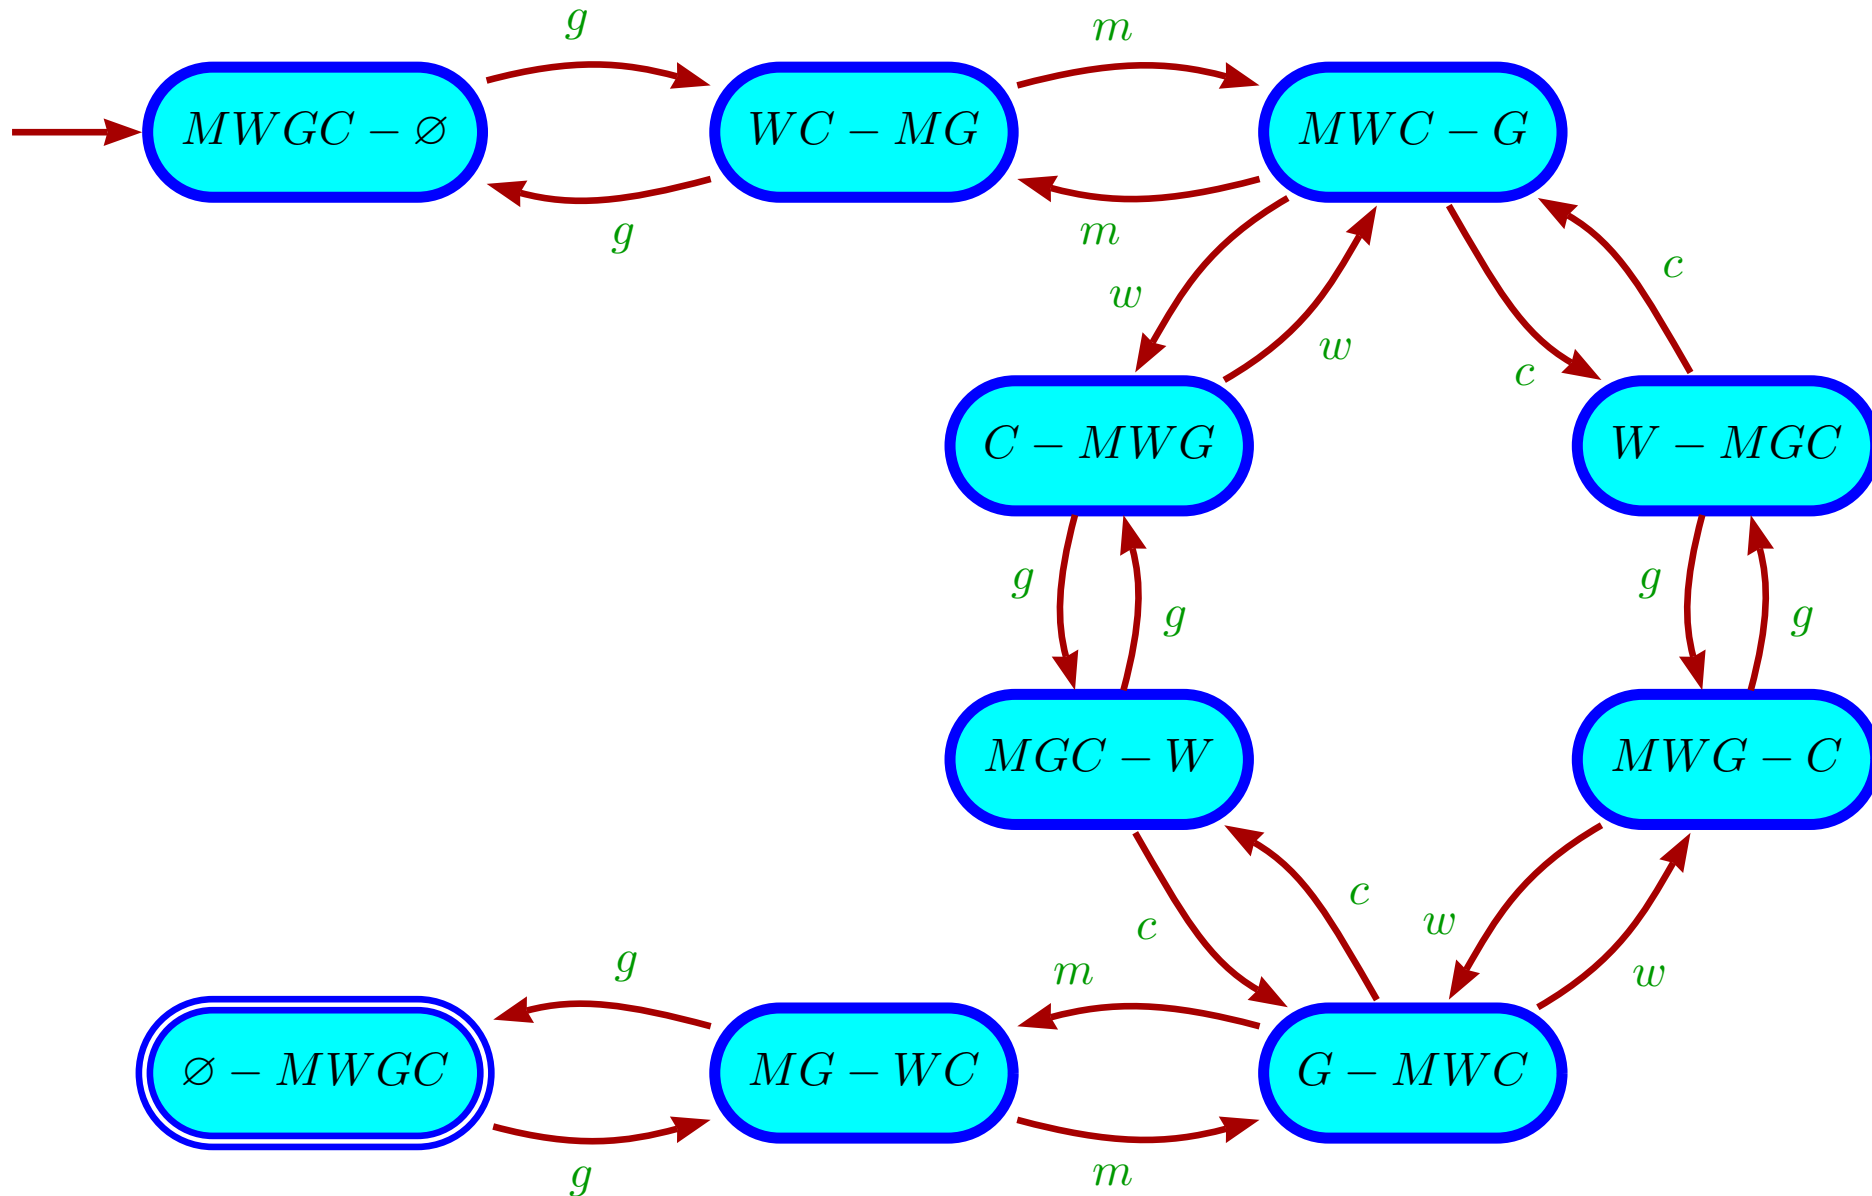 g m
MWGC − ∅ WC − MG MWC − G
g m
c
w w c
C − MWG W − MGC
g g g g
MGC − W MWG − C
c c w
g m w
∅ − MWGC MG − WC G − MWC
g m